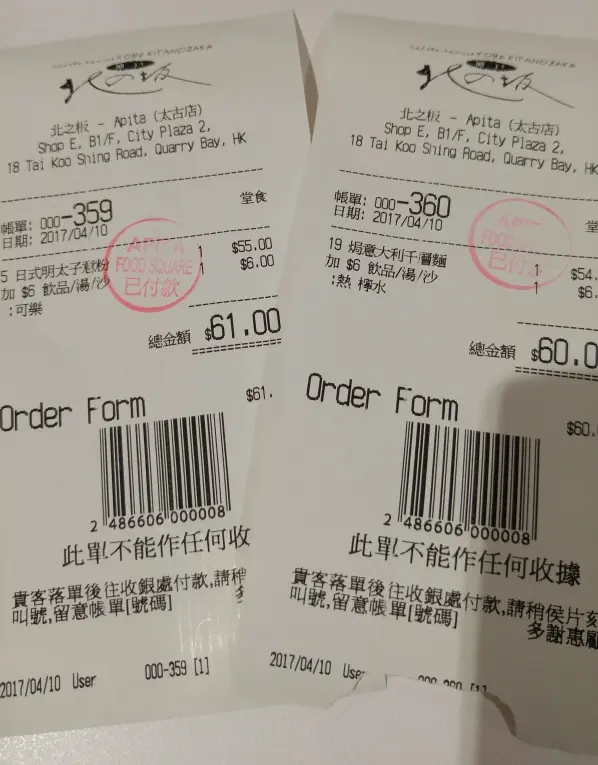 KOBE KITANOZAKA
北の坂
北之板 - Apita (太古店)
Shop E, B1/F, City Plaza 2,
18 Tai Koo Shing Road, Quarry Bay, HK
帳單: 000-359 堂食
日期: 2017/04/10
APITA
FOOD SQUARE
已付款
5 日式明太子 粉 1 $55.00
加 $6 飲品/湯/沙 1 $6.00
:可樂
總金額 $61.00
Order Form
$61.
2 486606 000008
此單不能作任何收
貴客落單後往收銀處付款,請稍
叫號,留意帳單[號碼]
2017/04/10 User 000-359 [1]
KOBE KITANOZAKA
北の坂
北之板 - Apita (太古店)
Shop E, B1/F, City Plaza 2,
18 Tai Koo Shing Road, Quarry Bay, HK
帳單: 000-360
日期: 2017/04/10
FOOD SQUARE
已付款
19 焗意大利千層麵 1 $54.
加 $6 飲品/湯/沙 1 $6.
:熱 檸水
總金額 $60.0
Order Form
$60.
2 486606 000008
此單不能作任何收據
貴客落單後往收銀處付款,請稍侯片刻
叫號,留意帳單[號碼]
多謝惠顧
2017/04/10 User